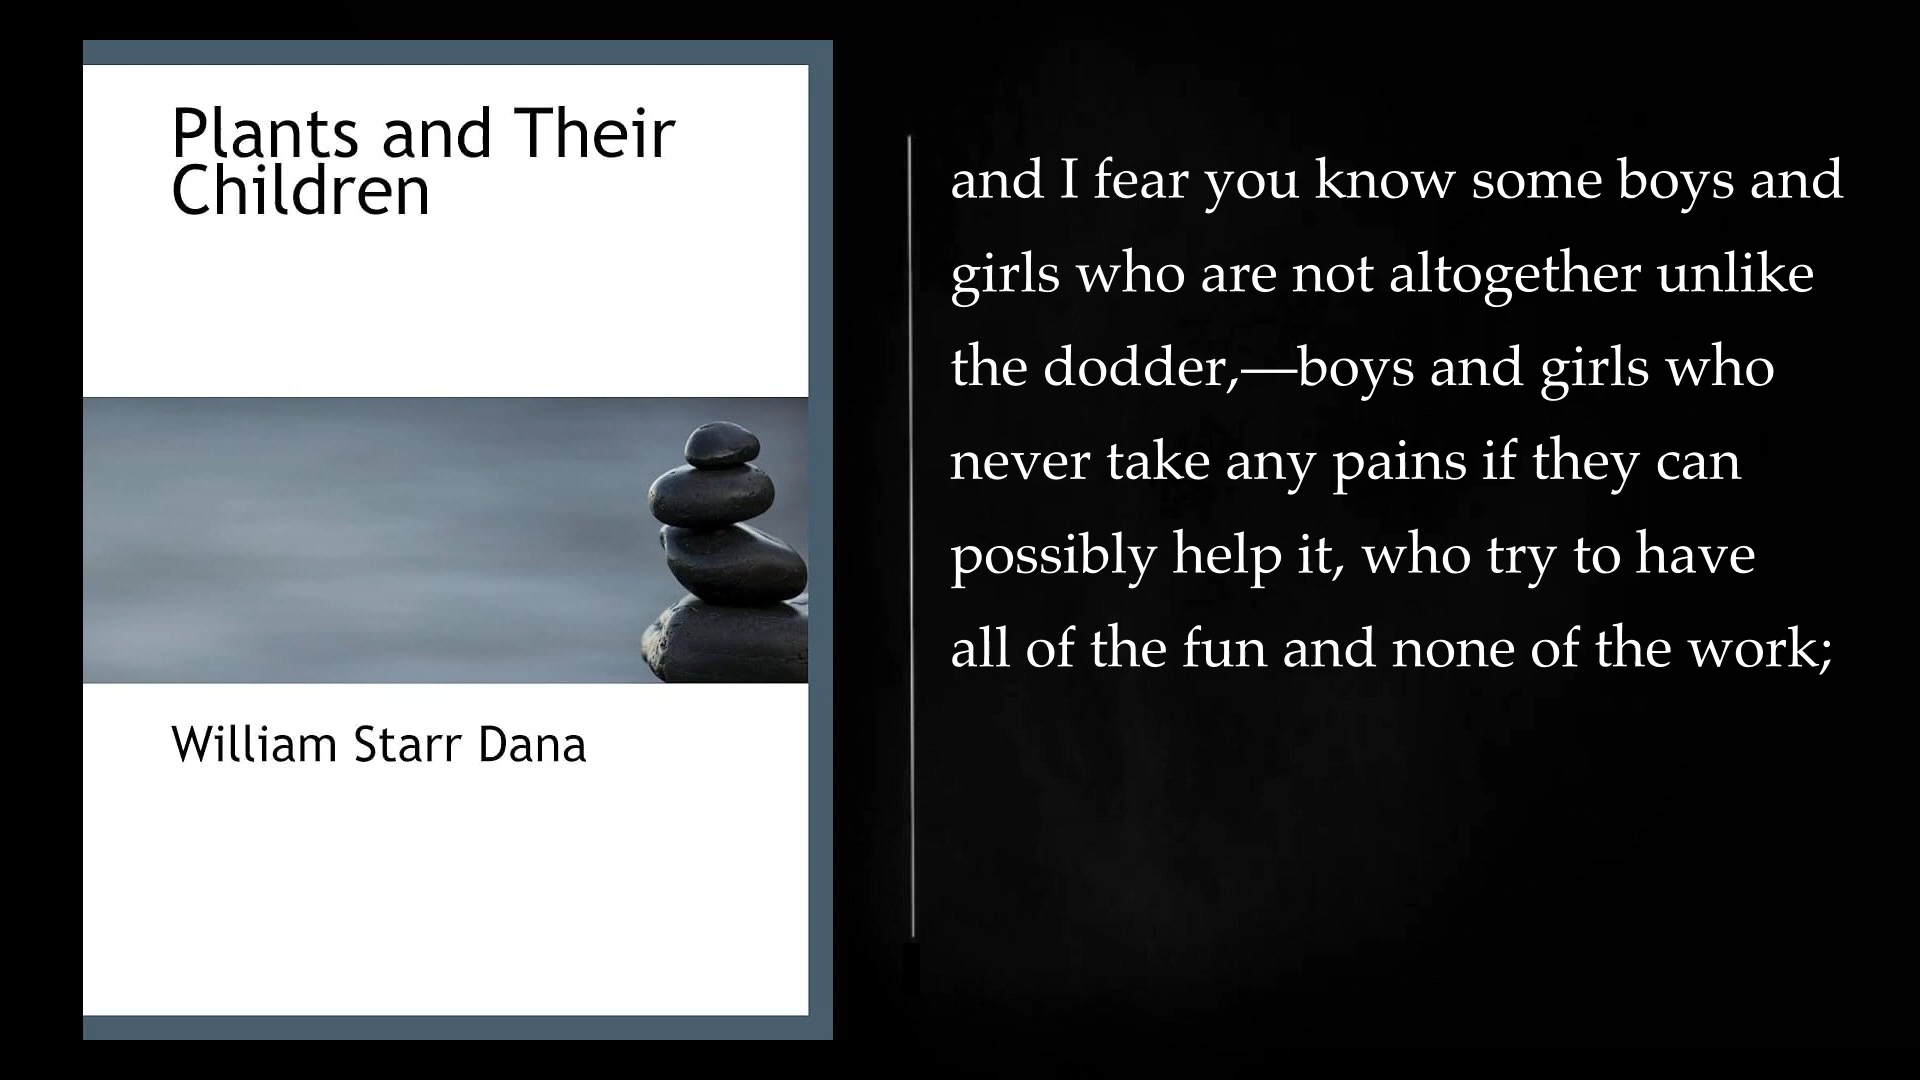 Plants and Their
Children
William Starr Dana
and I fear you know some boys and
girls who are not altogether unlike
the dodder,—boys and girls who
never take any pains if they can
possibly help it, who try to have
all of the fun and none of the work;